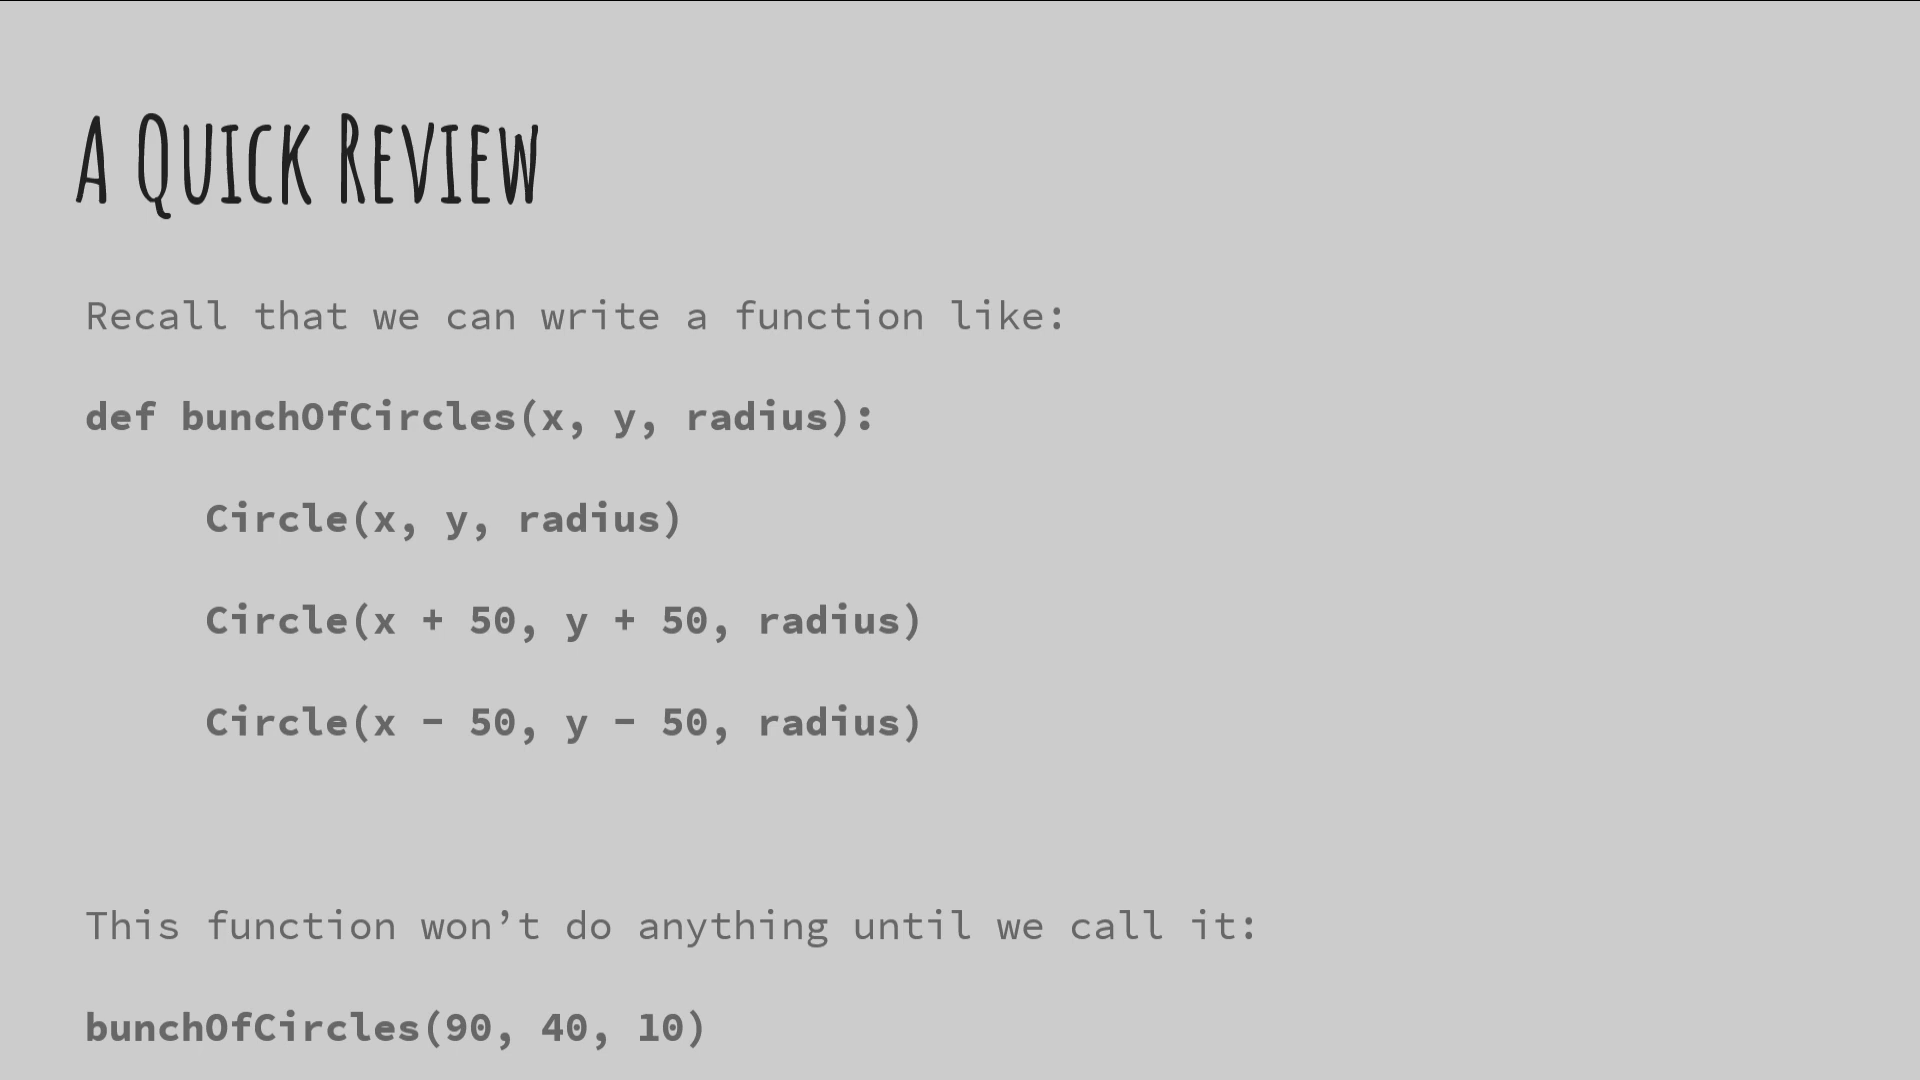 A Quick Review
Recall that we can write a function like:
def bunchOfCircles(x, y, radius):
Circle(x, y, radius)
Circle(x + 50, y + 50, radius)
Circle(x - 50, y - 50, radius)
This function won’t do anything until we call it:
bunchOfCircles(90, 40, 10)